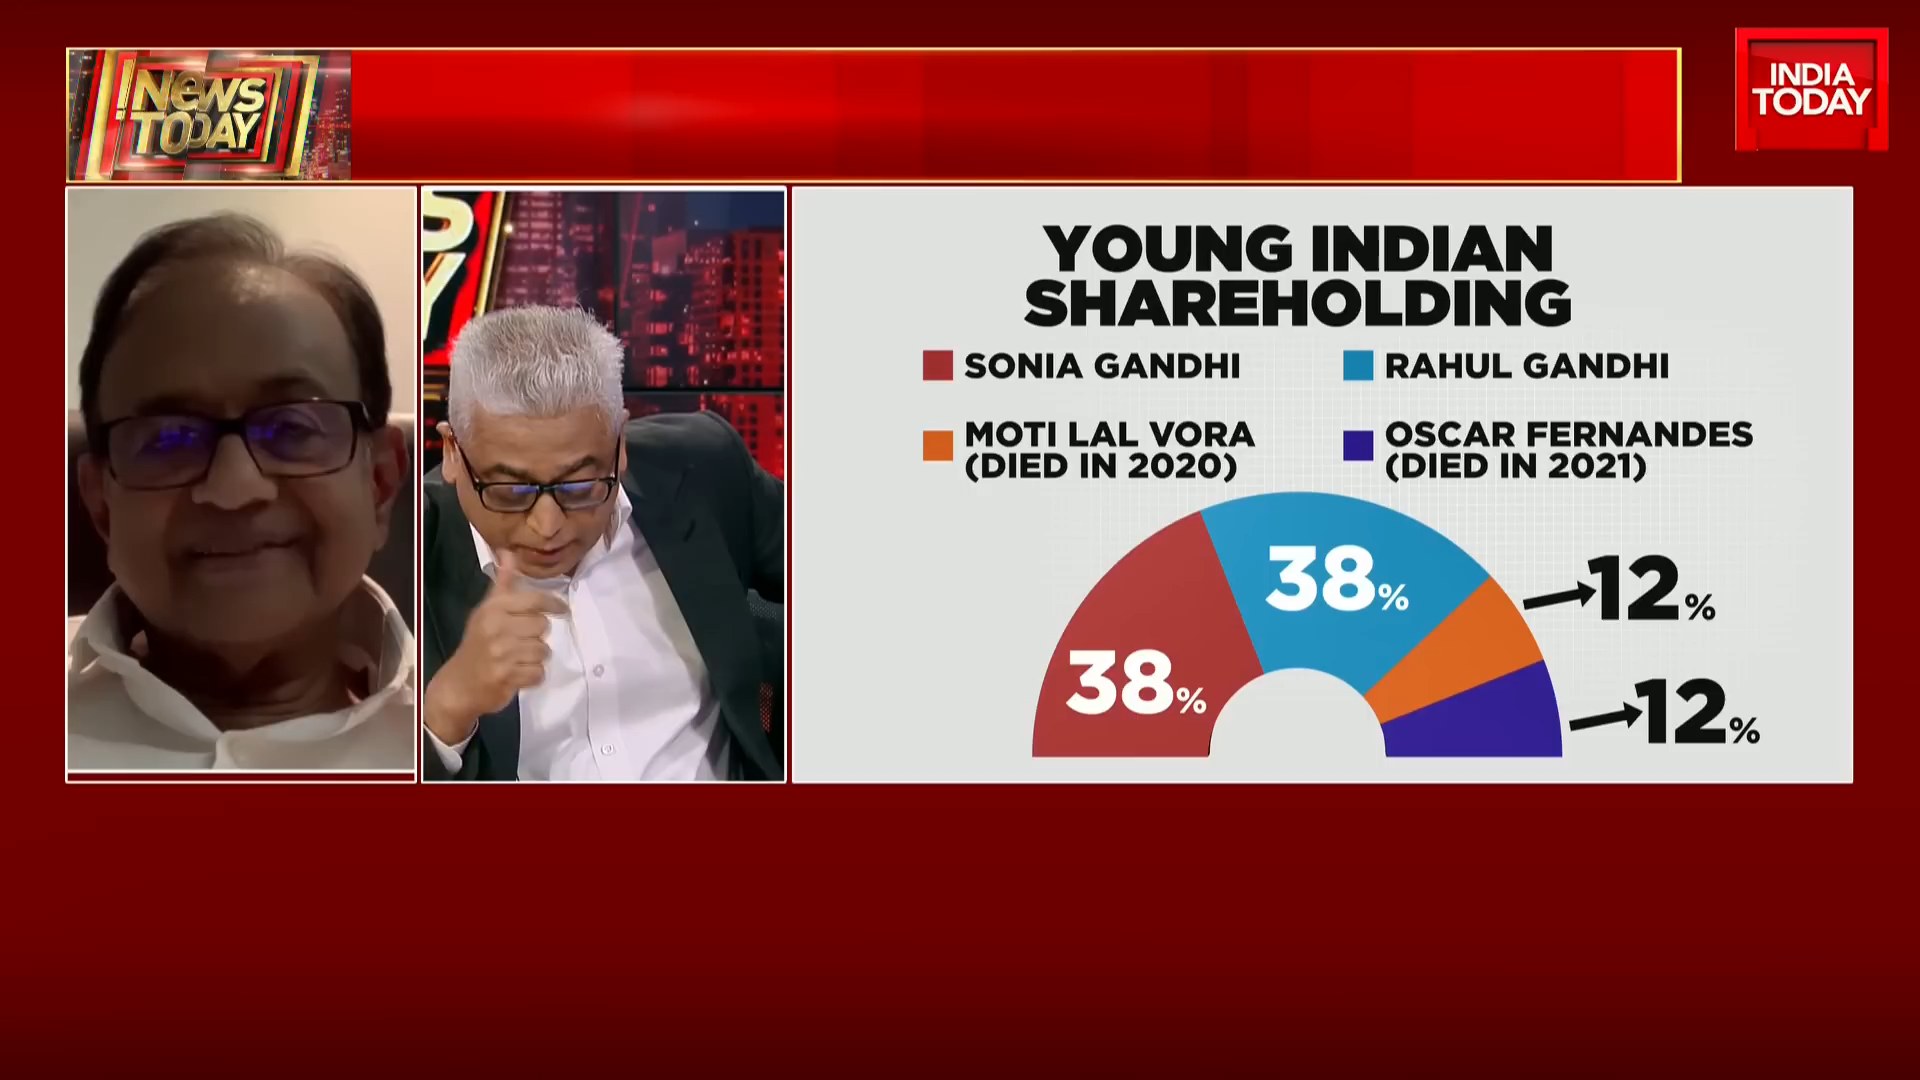 NEWS
TODAY
INDIA
TODAY
S
Y
YOUNG INDIAN
SHAREHOLDING
SONIA GANDHI
RAHUL GANDHI
MOTI LAL VORA
(DIED IN 2020)
OSCAR FERNANDES
(DIED IN 2021)
38%
38%
12%
12%